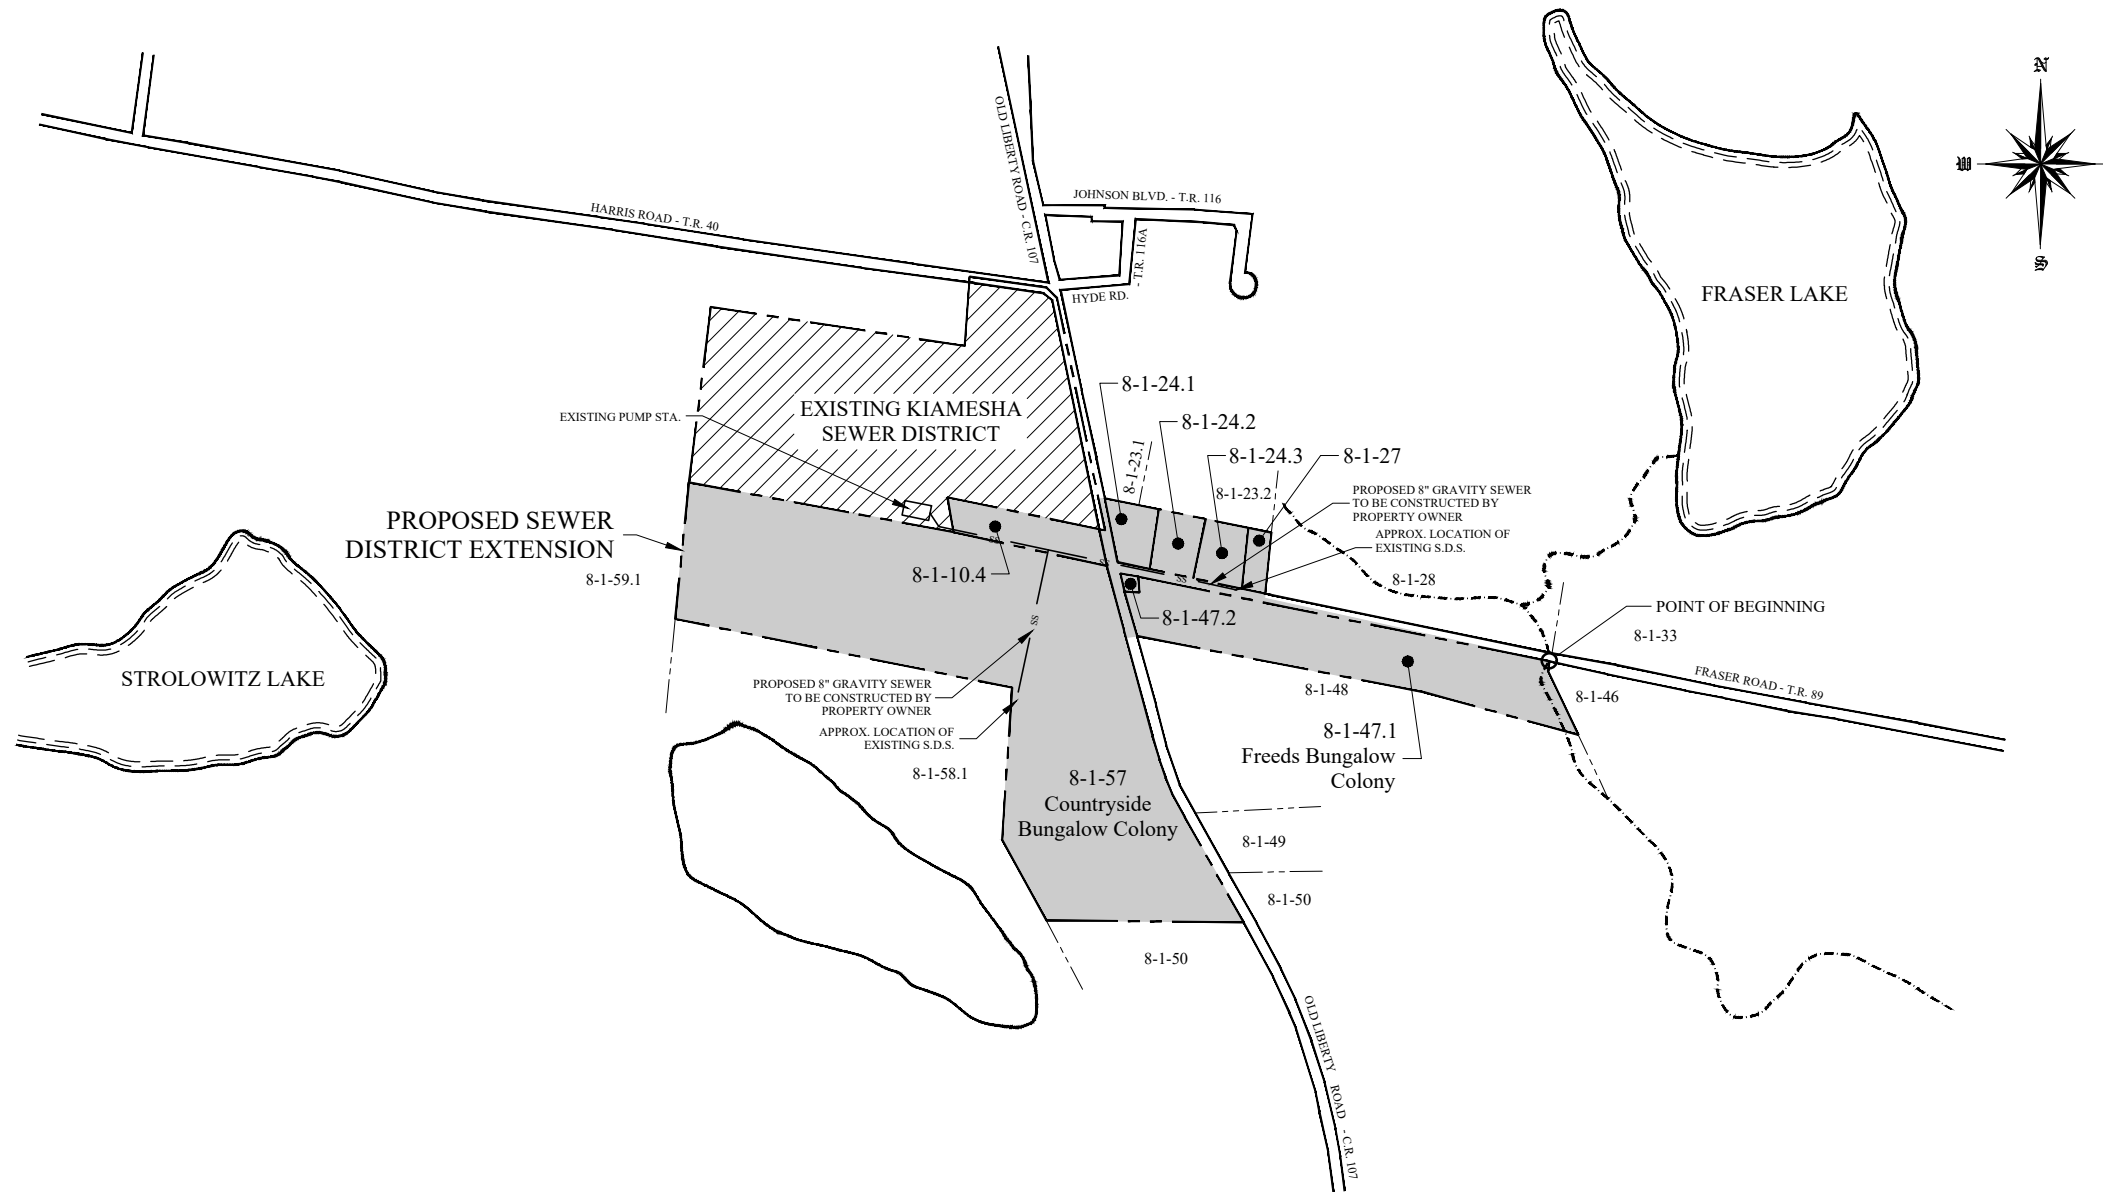 N
W
S
OLD LIBERTY ROAD - C.R. 107
JOHNSON BLVD. - T.R. 116
HARRIS ROAD - T.R. 40
HYDE RD.
- T.R. 116A
FRASER LAKE
EXISTING PUMP STA.
EXISTING KIAMESHA
SEWER DISTRICT
8-1-24.1
8-1-24.2
8-1-23.1
8-1-24.3
8-1-27
8-1-23.2
PROPOSED 8" GRAVITY SEWER
TO BE CONSTRUCTED BY
PROPERTY OWNER
APPROX. LOCATION OF
EXISTING S.D.S.
PROPOSED SEWER
DISTRICT EXTENSION
8-1-59.1
8-1-10.4
SS
SS
SS
SS
8-1-28
8-1-47.2
POINT OF BEGINNING
8-1-33
STROLOWITZ LAKE
FRASER ROAD - T.R. 89
8-1-48
8-1-46
PROPOSED 8" GRAVITY SEWER
TO BE CONSTRUCTED BY
PROPERTY OWNER
APPROX. LOCATION OF
EXISTING S.D.S.
8-1-58.1
8-1-47.1
Freeds Bungalow
Colony
8-1-57
Countryside
Bungalow Colony
8-1-49
8-1-50
8-1-50
OLD LIBERTY ROAD - C.R. 107